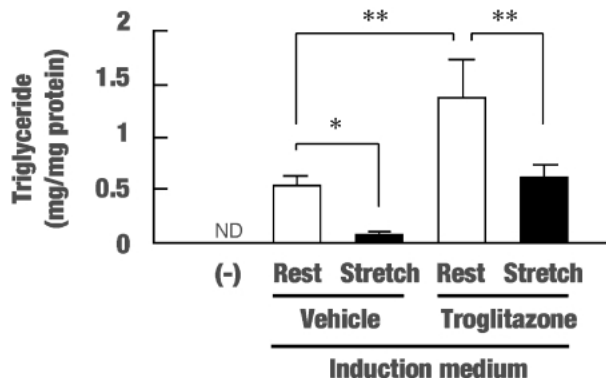 Triglyceride
(mg/mg protein)
2
1.5
1
0.5
0
**
**
*
ND
(-) Rest Stretch Rest Stretch
Vehicle Troglitazone
Induction medium